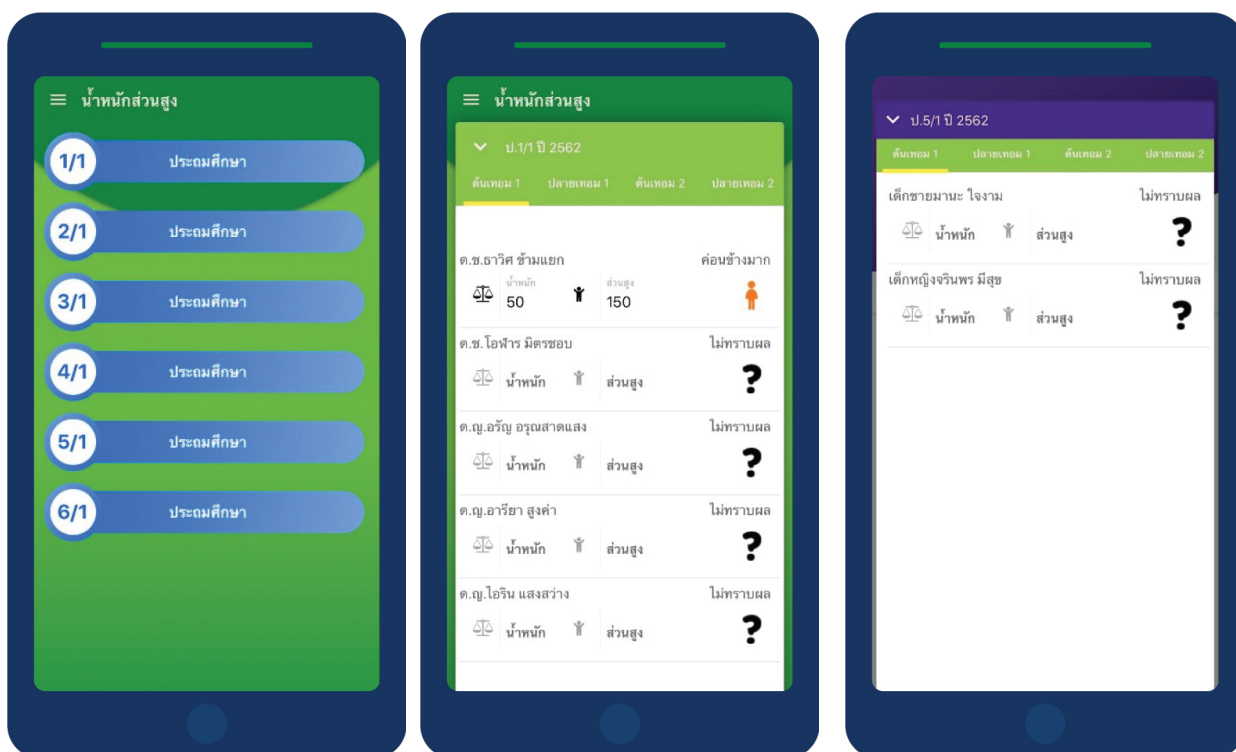 น้ำหนักส่วนสูง
1/1 ประถมศึกษา
2/1 ประถมศึกษา
3/1 ประถมศึกษา
4/1 ประถมศึกษา
5/1 ประถมศึกษา
6/1 ประถมศึกษา
น้ำหนักส่วนสูง
ป.1/1 ปี 2562
ต้นเทอม 1 ปลายเทอม 1 ต้นเทอม 2 ปลายเทอม 2
ด.ช.ธาวิศ ข้ามแยก ค่อนข้างมาก
น้ำหนัก ส่วนสูง
50 150
ด.ช.โอฬาร มิตรชอบ ไม่ทราบผล
น้ำหนัก ส่วนสูง ?
ด.ญ.อรัญ อรุณสาดแสง ไม่ทราบผล
น้ำหนัก ส่วนสูง ?
ด.ญ.อารียา สูงค่า ไม่ทราบผล
น้ำหนัก ส่วนสูง ?
ด.ญ.ไอริน แสงสว่าง ไม่ทราบผล
น้ำหนัก ส่วนสูง ?
ป.5/1 ปี 2562
ต้นเทอม 1 ปลายเทอม 1 ต้นเทอม 2 ปลายเทอม 2
เด็กชายมานะ ใจงาม ไม่ทราบผล
น้ำหนัก ส่วนสูง ?
เด็กหญิงจรินพร มีสุข ไม่ทราบผล
น้ำหนัก ส่วนสูง ?